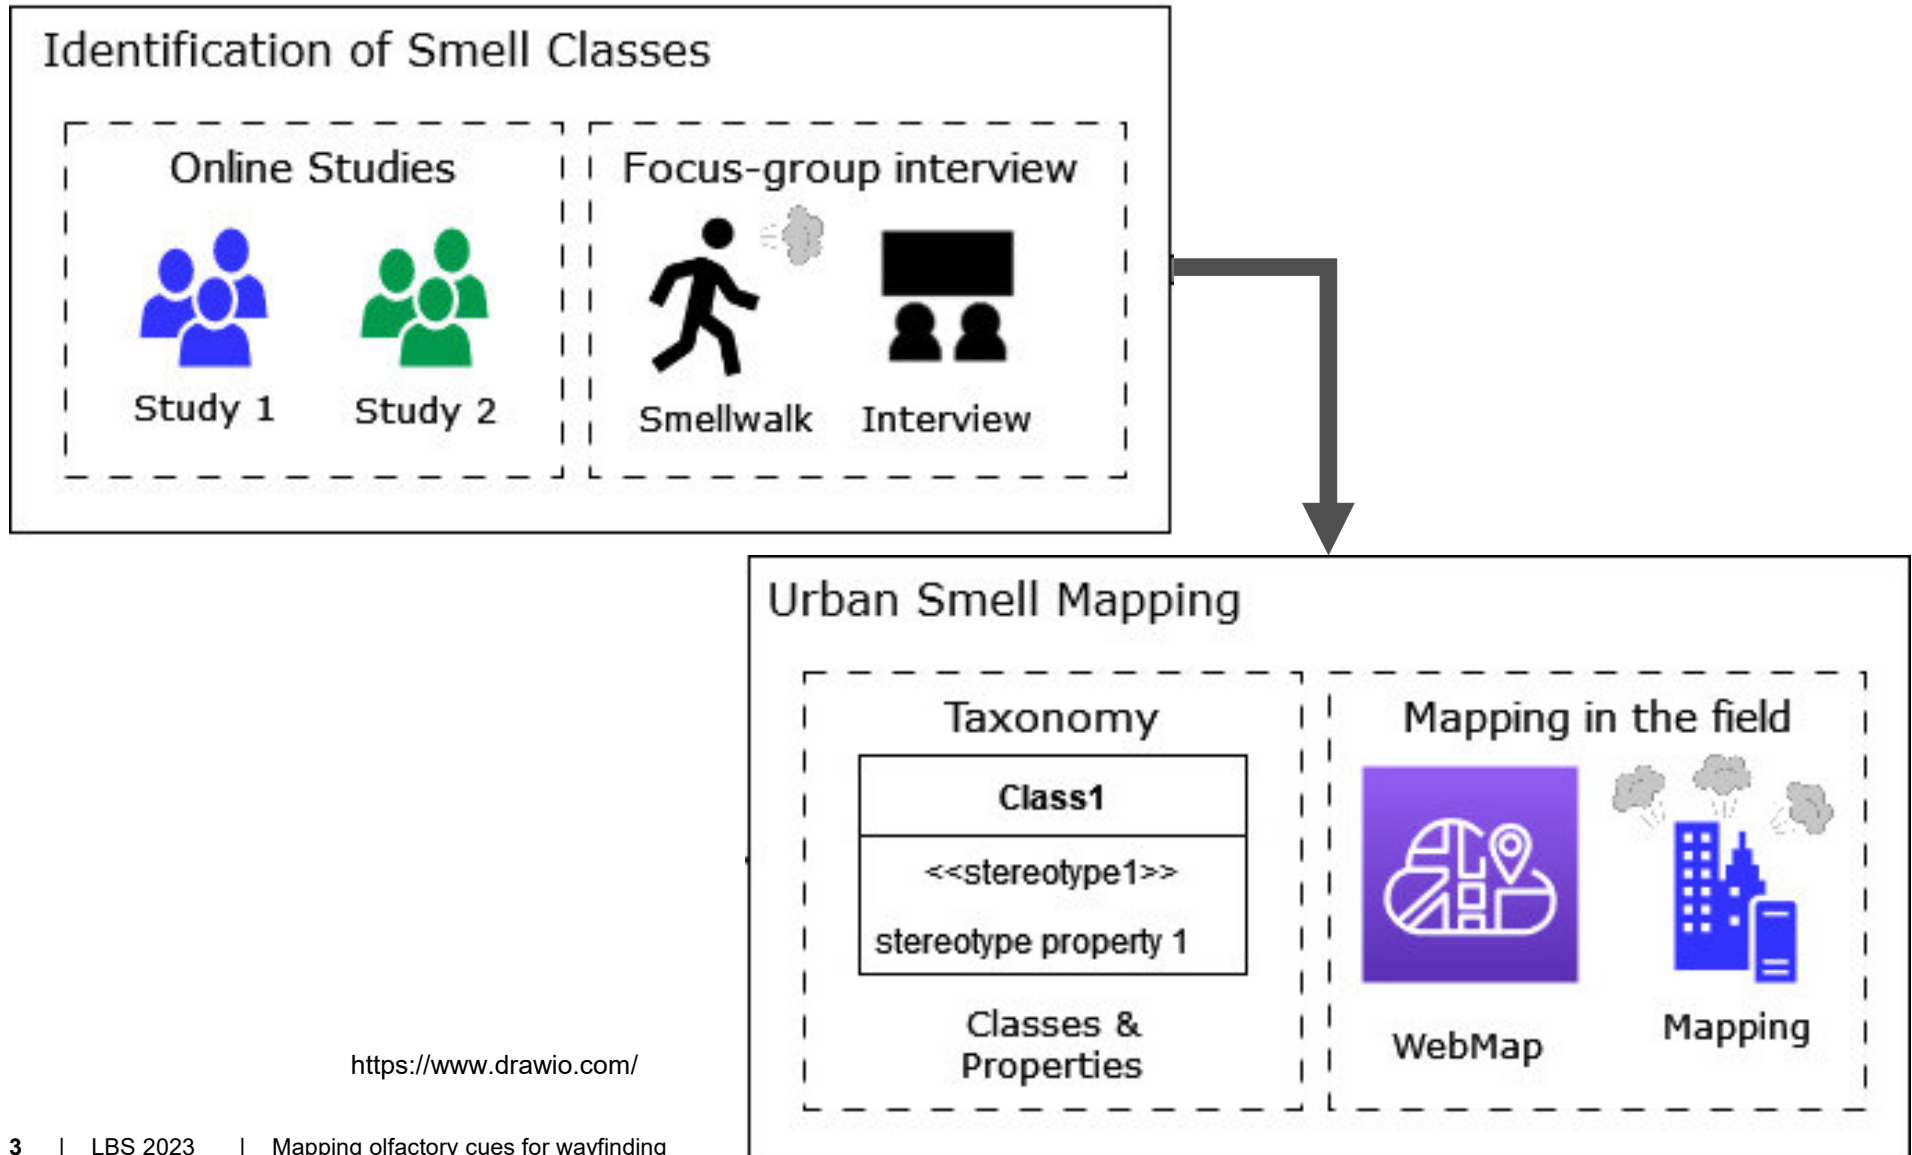 Identification of Smell Classes
Online Studies
Study 1
Study 2
Focus-group interview
Smellwalk
Interview
Urban Smell Mapping
Taxonomy
Class1
<<stereotype1>>
stereotype property 1
Classes &
Properties
Mapping in the field
WebMap
Mapping
https://www.drawio.com/
3 | LBS 2023 | Mapping olfactory cues for wayfinding